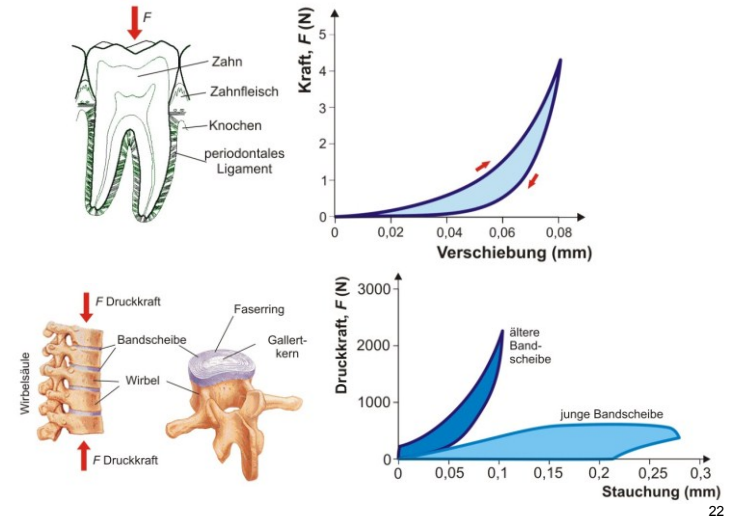 F
Zahn
Zahnfleisch
Knochen
periodontales
Ligament
Kraft, F (N)
5
4
3
2
1
0
0
0,02
0,04
0,06
0,08
Verschiebung (mm)
F Druckkraft
Wirbelsäule
Bandscheibe
Wirbel
F Druckkraft
Faserring
Gallert-
kern
Druckkraft, F (N)
3000
2000
1000
0
ältere
Band-
scheibe
junge Bandscheibe
0
0,05
0,1
0,15
0,2
0,25
0,3
Stauchung (mm)
22